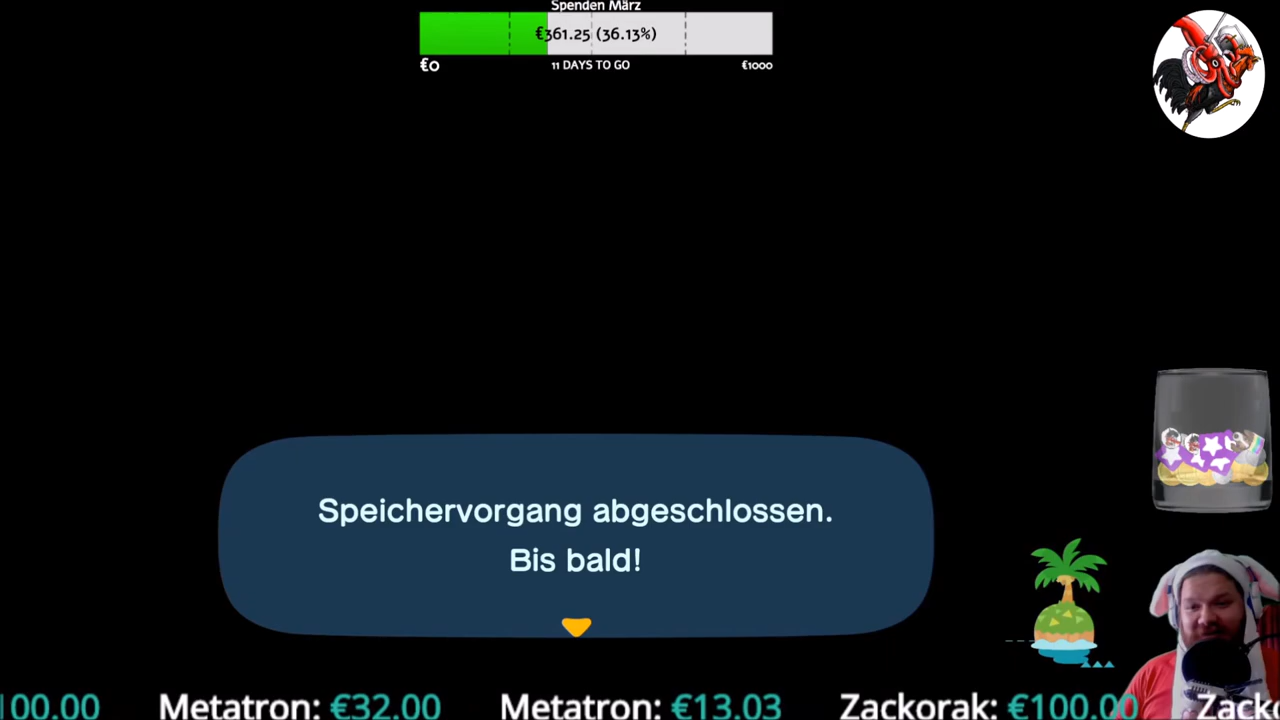 Spenden März
€361.25 (36.13%)
€0
11 DAYS TO GO
€1000
Speichervorgang abgeschlossen.
Bis bald!
100.00 Metatron: €32.00 Metatron: €13.03 Zackorak: €100.00 Zacko